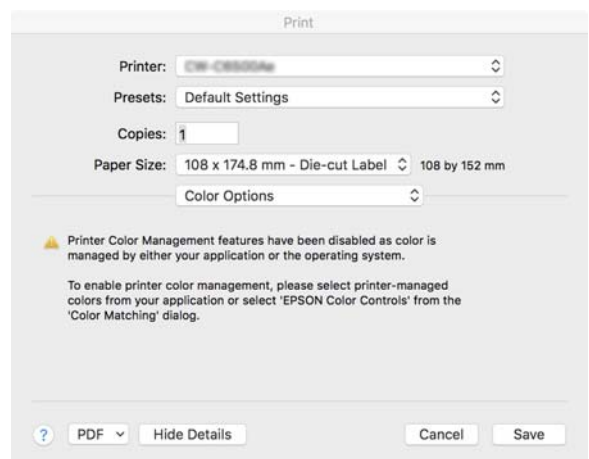 Print
Printer:
Presets: Default Settings
Copies: 1
Paper Size: 108 x 174.8 mm - Die-cut Label 108 by 152 mm
Color Options
Printer Color Management features have been disabled as color is
managed by either your application or the operating system.
To enable printer color management, please select printer-managed
colors from your application or select 'EPSON Color Controls' from the
'Color Matching' dialog.
? PDF Hide Details Cancel Save